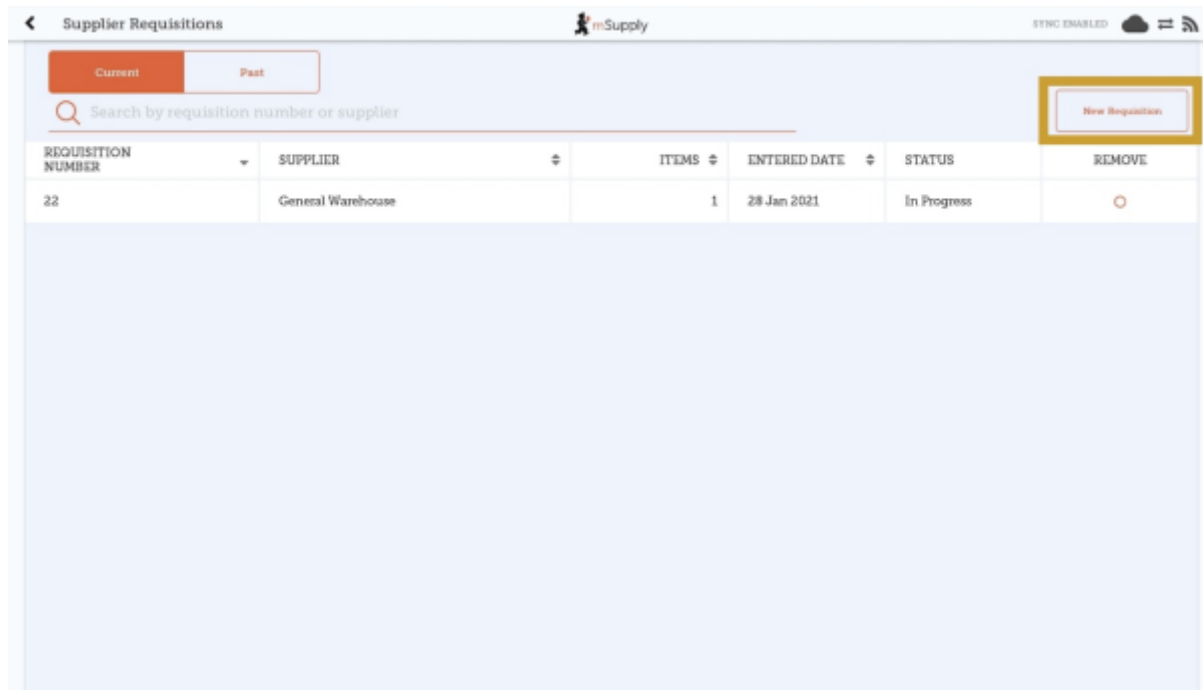 Supplier Requisitions
mSupply
SYNC ENABLED
Current
Past
Search by requisition number or supplier
New Requisition
REQUISITION
NUMBER
SUPPLIER
ITEMS
ENTERED DATE
STATUS
REMOVE
22
General Warehouse
1
28 Jan 2021
In Progress